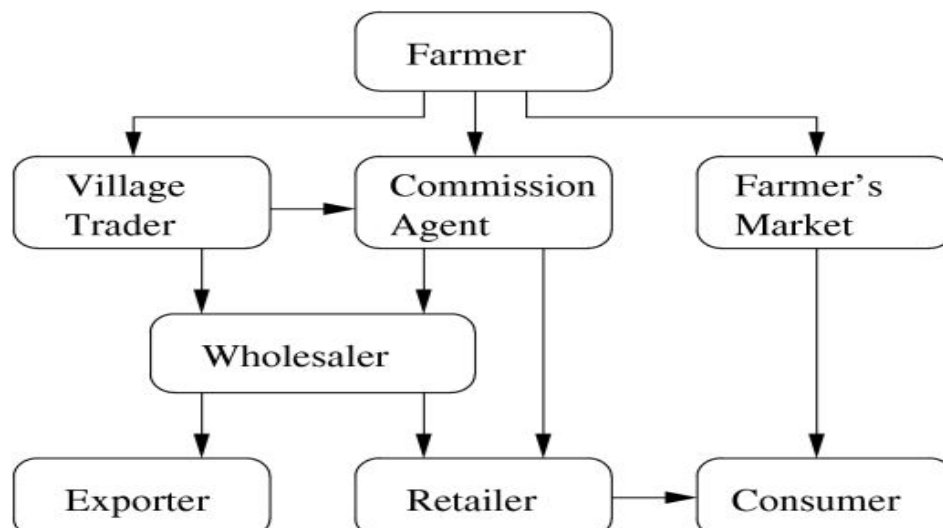 Farmer
Village
Trader
Commission
Agent
Farmer's
Market
Wholesaler
Exporter
Retailer
Consumer